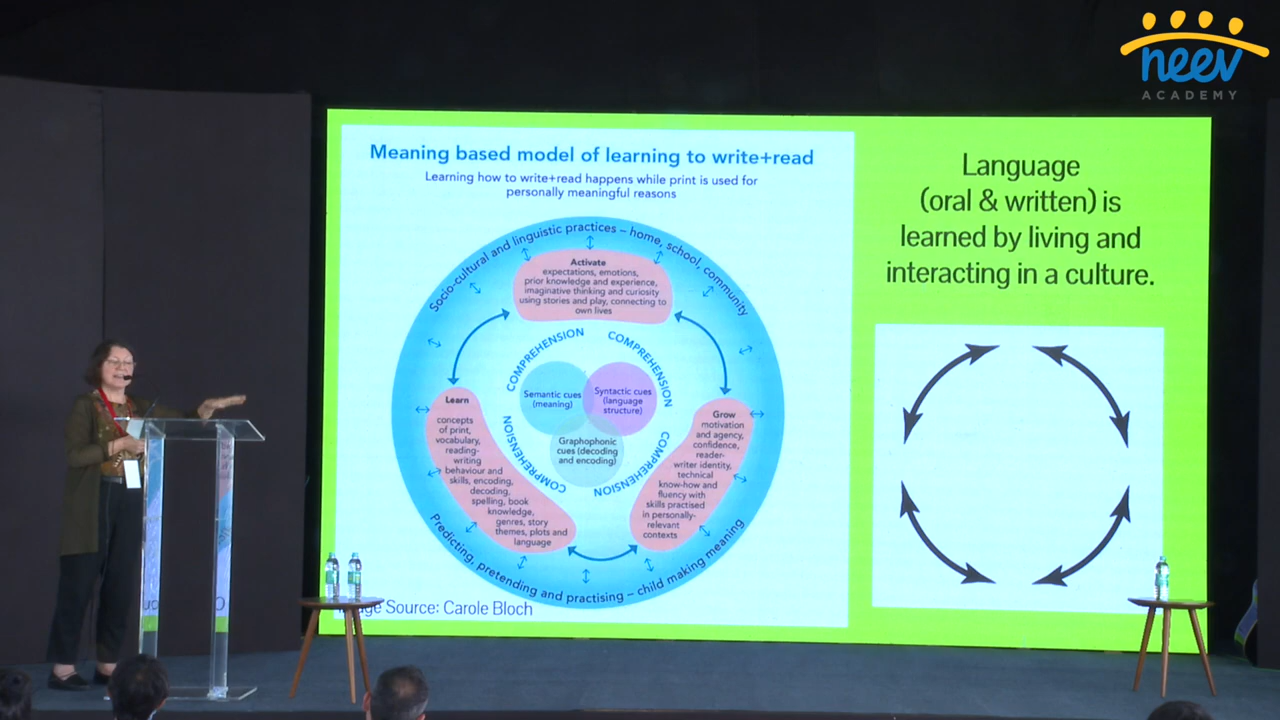 neev
ACADEMY
Meaning based model of learning to write+read
Learning how to write+read happens while print is used for
personally meaningful reasons
Socio-cultural and linguistic practices – home, school, community
Activate
expectations, emotions,
prior knowledge and experience,
imaginative thinking and curiosity
using stories and play, connecting to
own lives
COMPREHENSION
COMPREHENSION
Semantic cues
(meaning)
Syntactic cues
(language
structure)
Graphophonic
cues (decoding
and encoding)
COMPREHENSION
COMPREHENSION
Learn
concepts
of print,
vocabulary,
reading-
writing
behaviour and
skills, encoding,
decoding,
spelling, book
knowledge,
genres, story
themes, plots and
language
Grow
motivation
and agency,
confidence,
reader-
writer identity,
technical
know-how and
fluency with
skills practised
in personally-
relevant
contexts
Predicting, pretending and practising – child making meaning
Source: Carole Bloch
Language
(oral & written) is
learned by living and
interacting in a culture.